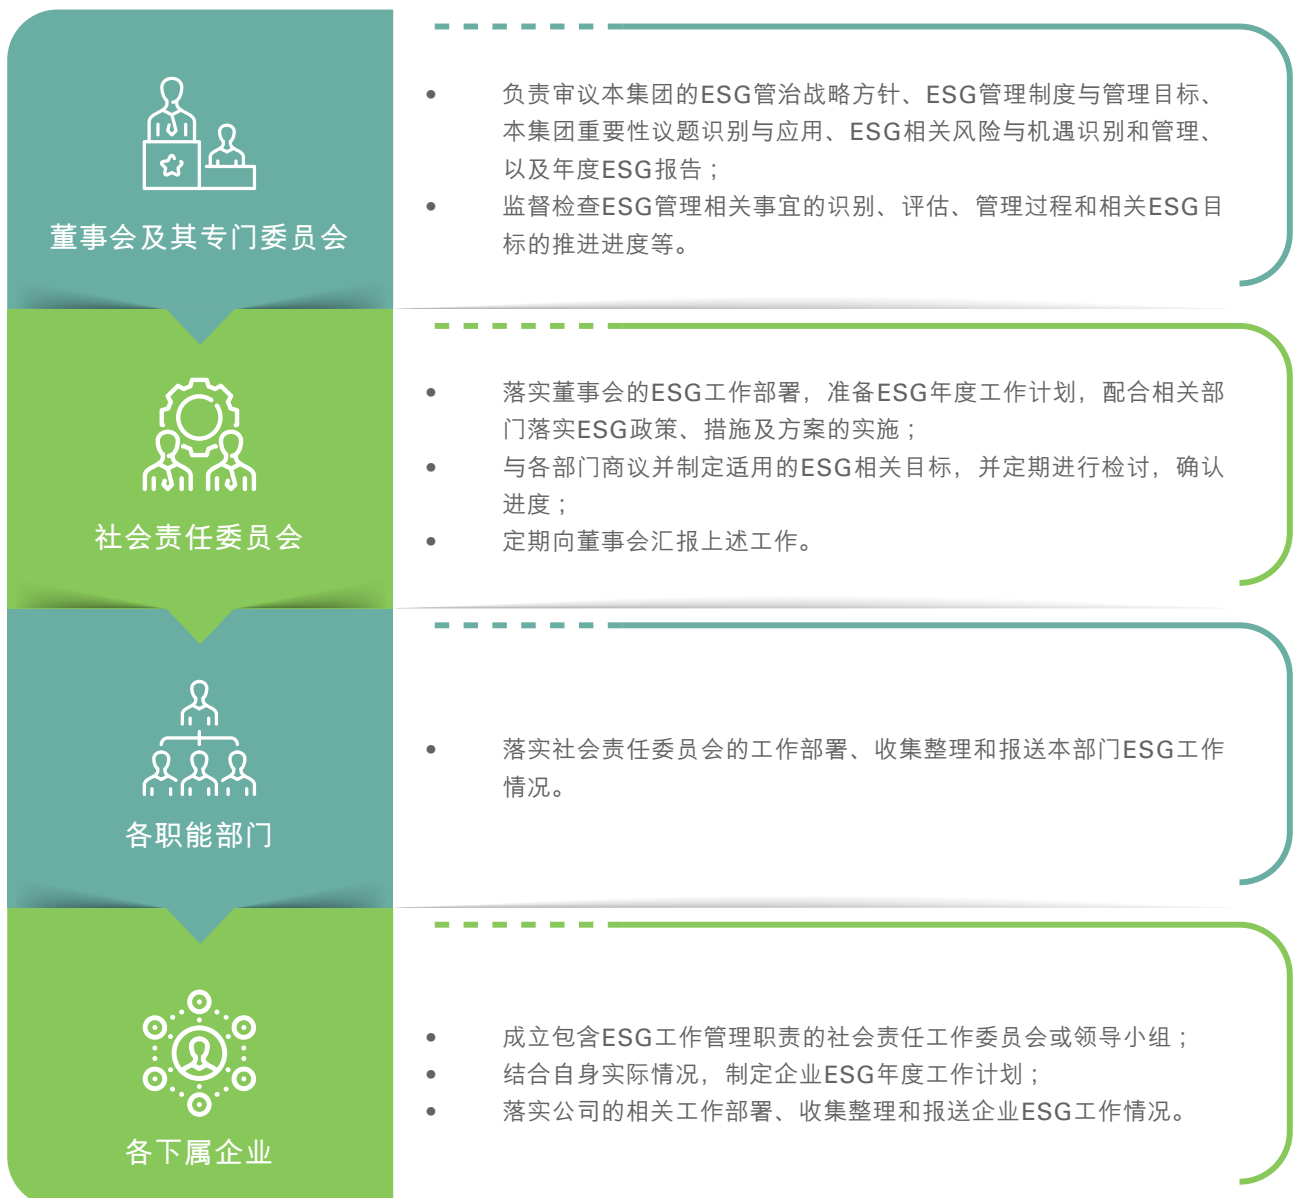 董事会及其专门委员会
• 负责审议本集团的ESG管治战略方针、ESG管理制度与管理目标、
本集团重要性议题识别与应用、ESG相关风险与机遇识别和管理、
以及年度ESG报告；
• 监督检查ESG管理相关事宜的识别、评估、管理过程和相关ESG目
标的推进进度等。
社会责任委员会
• 落实董事会的ESG工作部署，准备ESG年度工作计划，配合相关部
门落实ESG政策、措施及方案的实施；
• 与各部门商议并制定适用的ESG相关目标，并定期进行检讨，确认
进度；
• 定期向董事会汇报上述工作。
各职能部门
• 落实社会责任委员会的工作部署、收集整理和报送本部门ESG工作
情况。
各下属企业
• 成立包含ESG工作管理职责的社会责任工作委员会或领导小组；
• 结合自身实际情况，制定企业ESG年度工作计划；
• 落实公司的相关工作部署、收集整理和报送企业ESG工作情况。